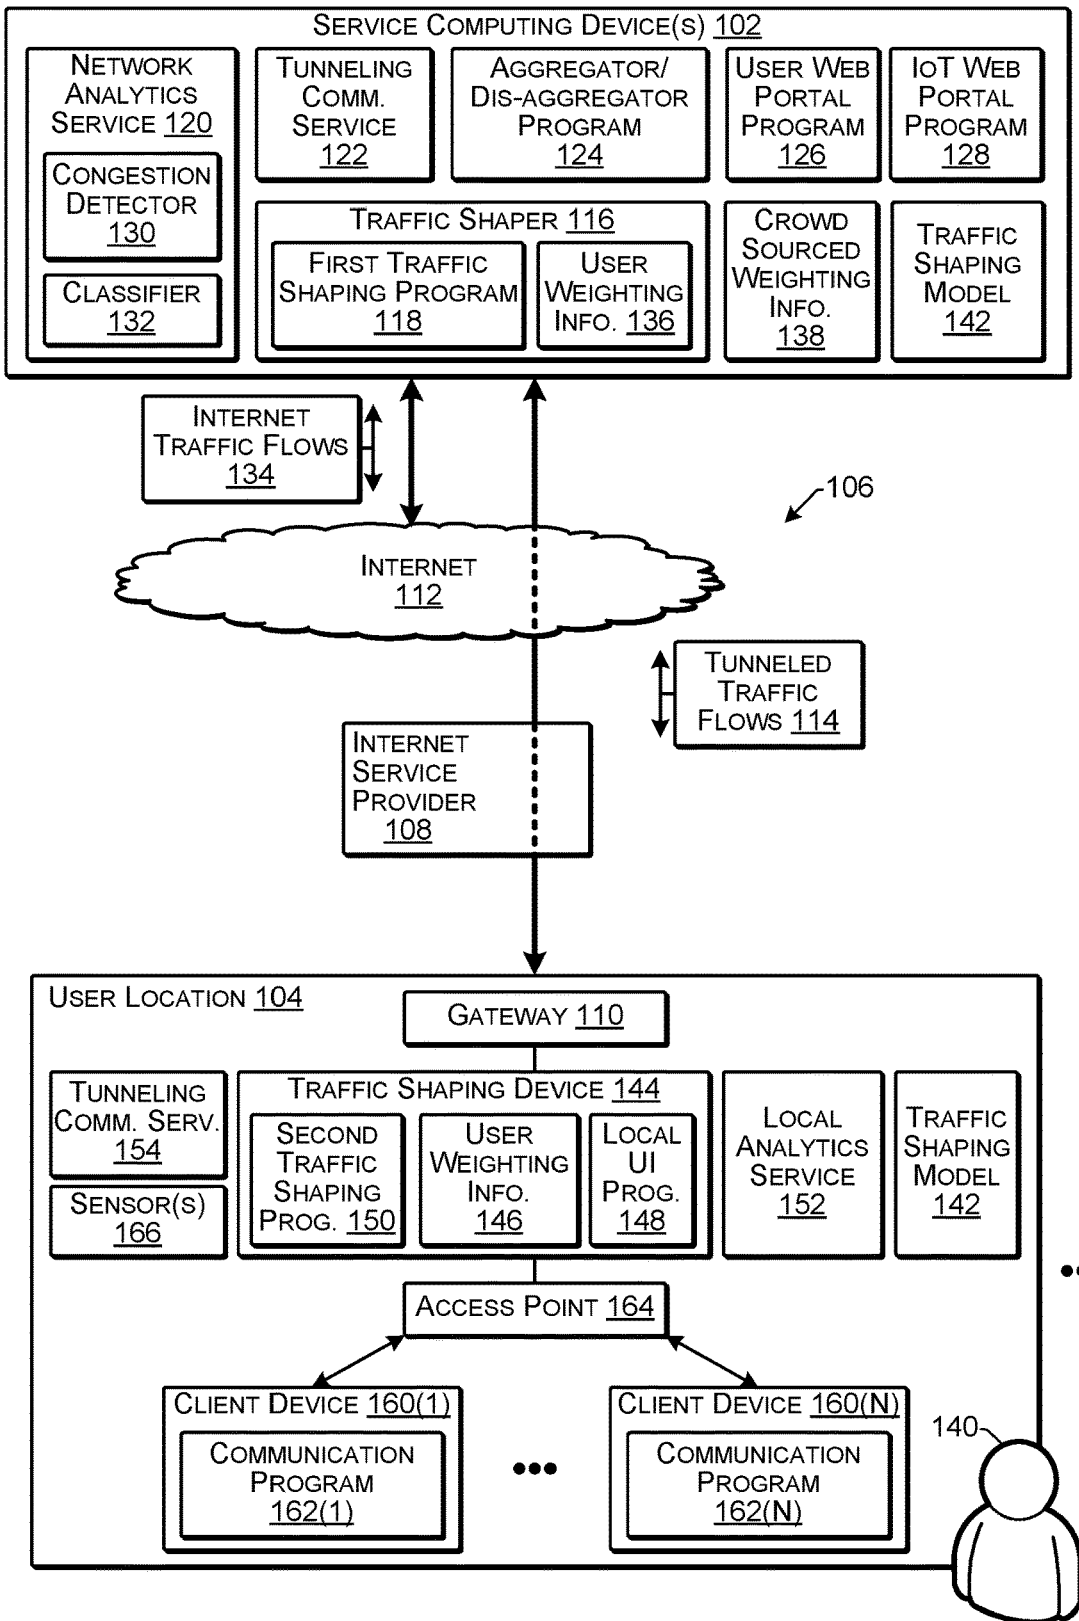 SERVICE COMPUTING DEVICE(S) 102
NETWORK
ANALYTICS
SERVICE 120
CONGESTION
DETECTOR
130
CLASSIFIER
132
TUNNELING
COMM.
SERVICE
122
AGGREGATOR/
DIS-AGGREGATOR
PROGRAM
124
USER WEB
PORTAL
PROGRAM
126
IOT WEB
PORTAL
PROGRAM
128
TRAFFIC SHAPER 116
FIRST TRAFFIC
SHAPING PROGRAM
118
USER
WEIGHTING
INFO. 136
CROWD
SOURCED
WEIGHTING
INFO.
138
TRAFFIC
SHAPING
MODEL
142
INTERNET
TRAFFIC FLOWS
134
106
INTERNET
112
TUNNELED
TRAFFIC
FLOWS 114
INTERNET
SERVICE
PROVIDER
108
USER LOCATION 104
GATEWAY 110
TUNNELING
COMM. SERV.
154
SENSOR(S)
166
TRAFFIC SHAPING DEVICE 144
SECOND
TRAFFIC
SHAPING
PROG. 150
USER
WEIGHTING
INFO.
146
LOCAL
UI
PROG.
148
LOCAL
ANALYTICS
SERVICE
152
TRAFFIC
SHAPING
MODEL
142
ACCESS POINT 164
CLIENT DEVICE 160(1)
COMMUNICATION
PROGRAM
162(1)
CLIENT DEVICE 160(N)
COMMUNICATION
PROGRAM
162(N)
140